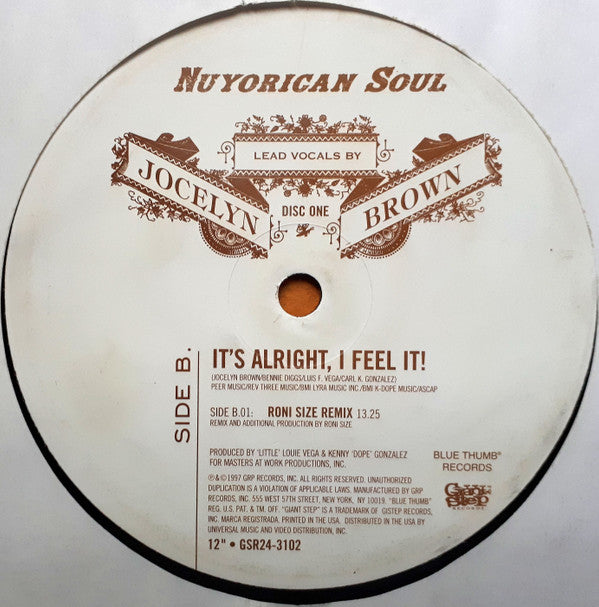 NUYORICAN SOUL
LEAD VOCALS BY
JOCELYN BROWN
DISC ONE
SIDE B.
IT'S ALRIGHT, I FEEL IT!
(JOCELYN BROWN/BENNIE DIGGS/LUIS F. VEGA/CARL K. GONZALEZ)
PEER MUSIC/REV THREE MUSIC/BMI LYRA MUSIC INC./BMI K-DOPE MUSIC/ASCAP
SIDE B.01: RONI SIZE REMIX 13.25
REMIX AND ADDITIONAL PRODUCTION BY RONI SIZE
PRODUCED BY 'LITTLE' LOUIE VEGA & KENNY 'DOPE' GONZALEZ
FOR MASTERS AT WORK PRODUCTIONS, INC.
BLUE THUMB®
RECORDS
℗&©1997 GRP RECORDS, INC. ALL RIGHTS RESERVED. UNAUTHORIZED
DUPLICATION IS A VIOLATION OF APPLICABLE LAWS. MANUFACTURED BY GRP
RECORDS, INC. 555 WEST 57TH STREET, NEW YORK, NY 10019. "BLUE THUMB"
REG. U.S. PAT. & TM. OFF. "GIANT STEP" IS A TRADEMARK OF GISTEP RECORDS,
INC. MARCA REGISTRADA. PRINTED IN THE USA. DISTRIBUTED IN THE USA BY
UNIVERSAL MUSIC AND VIDEO DISTRIBUTION, INC.
Giant
Step
RECORDS
12" • GSR24-3102